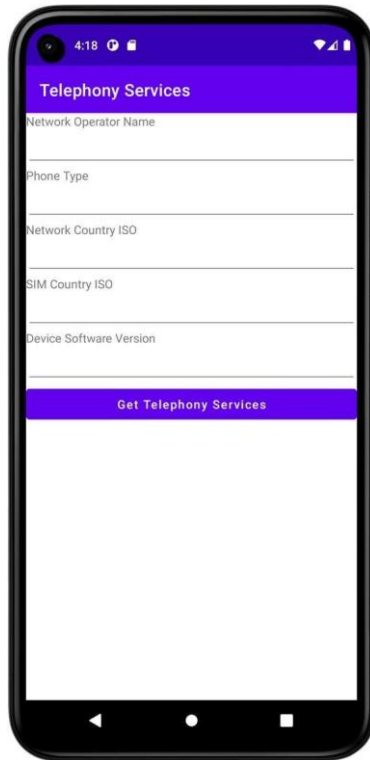 4:18
Telephony Services
Network Operator Name
Phone Type
Network Country ISO
SIM Country ISO
Device Software Version
Get Telephony Services